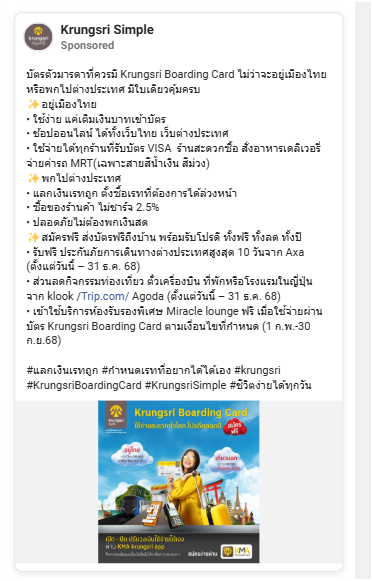 Krungsri Simple
Sponsored
บัตรตัวมารดาที่ควรมี Krungsri Boarding Card ไม่ว่าจะอยู่เมืองไทย
หรือพกไปต่างประเทศ มีใบเดียวคุ้มครบ
✨อยู่เมืองไทย
• ใช้ง่าย แค่เติมเงินบาทเข้าบัตร
• ช้อปออนไลน์ ได้ทั้งเว็บไทย เว็บต่างประเทศ
• ใช้จ่ายได้ทุกร้านที่รับบัตร VISA ร้านสะดวกซื้อ สั่งอาหารเดลิเวอรี่
จ่ายค่ารถ MRT(เฉพาะสายสีน้ำเงิน สีม่วง)
✨พกไปต่างประเทศ
• แลกเงินเรทถูก ตั้งซื้อเรทที่ต้องการได้ล่วงหน้า
• ซื้อของร้านค้า ไม่ชาร์จ 2.5%
• ปลอดภัยไม่ต้องพกเงินสด
✨สมัครฟรี ส่งบัตรฟรีถึงบ้าน พร้อมรับโปรดี ทั้งฟรี ทั้งลด ทั้งปี
• รับฟรี ประกันภัยการเดินทางต่างประเทศสูงสุด 10 วันจาก Axa
(ตั้งแต่วันนี้ – 31 ธ.ค. 68)
• ส่วนลดกิจกรรมท่องเที่ยว ตั๋วเครื่องบิน ที่พักหรือโรงแรมในญี่ปุ่น
จาก klook /Trip.com/ Agoda (ตั้งแต่วันนี้ – 31 ธ.ค. 68)
• เข้าใช้บริการห้องรับรองพิเศษ Miracle lounge ฟรี เมื่อใช้จ่ายผ่าน
บัตร Krungsri Boarding Card ตามเงื่อนไขที่กำหนด (1 ก.พ.-30
ก.ย.68)
#แลกเงินเรทถูก #กำหนดเรทที่อยากได้ได้เอง #krungsri
#KrungsriBoardingCard #KrungsriSimple #ชีวิตง่ายได้ทุกวัน
Krungsri Boarding Card
ใช้ง่ายสะดวกทั่วโลก โปรดีตลอดปี
สมัครฟรี
อยู่ไทย
เที่ยวนอก
เปิด - ปิด ปรับวงเงินใช้จ่ายได้เอง
ผ่าน KMA krungsri app
สมัครง่ายผ่าน
KMA